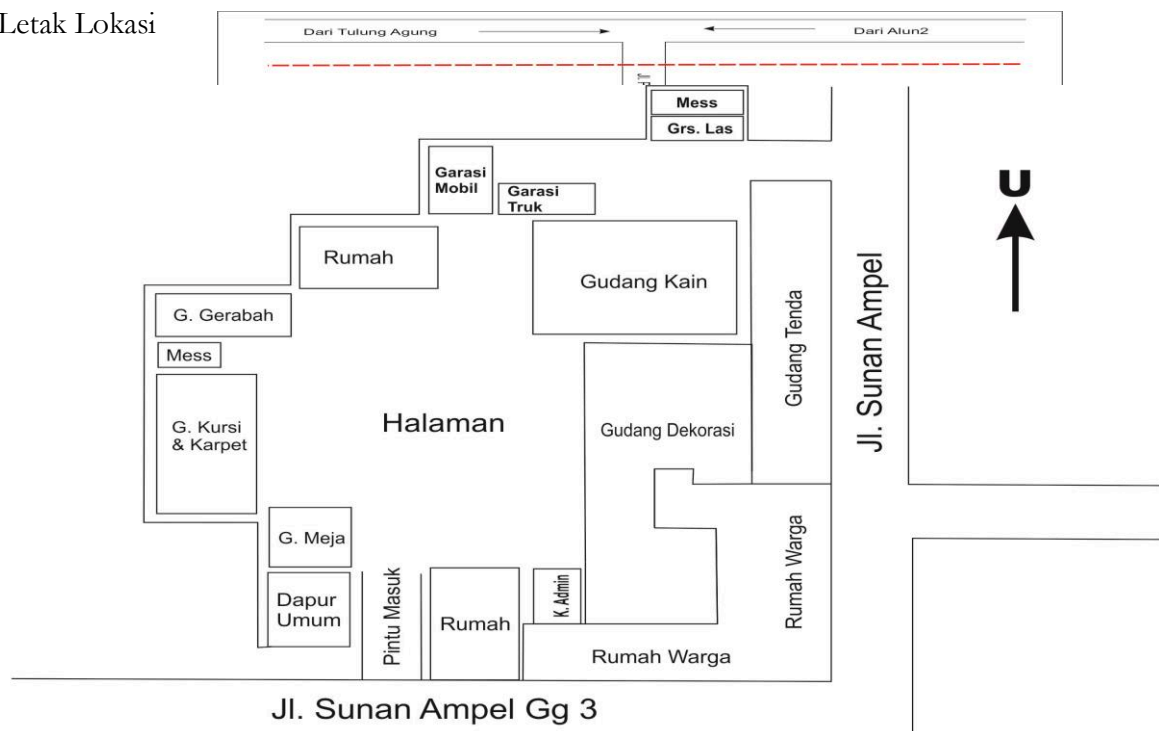 Letak Lokasi
Dari Tulung Agung
Dari Alun2
Mess
Grs. Las
Garasi
Mobil
Garasi
Truk
U
Rumah
Gudang Kain
G. Gerabah
Mess
Gudang Tenda
Jl. Sunan Ampel
G. Kursi
& Karpet
Halaman
Gudang Dekorasi
G. Meja
Dapur
Umum
Pintu Masuk
Rumah
K. Admin
Rumah Warga
Rumah Warga
Jl. Sunan Ampel Gg 3